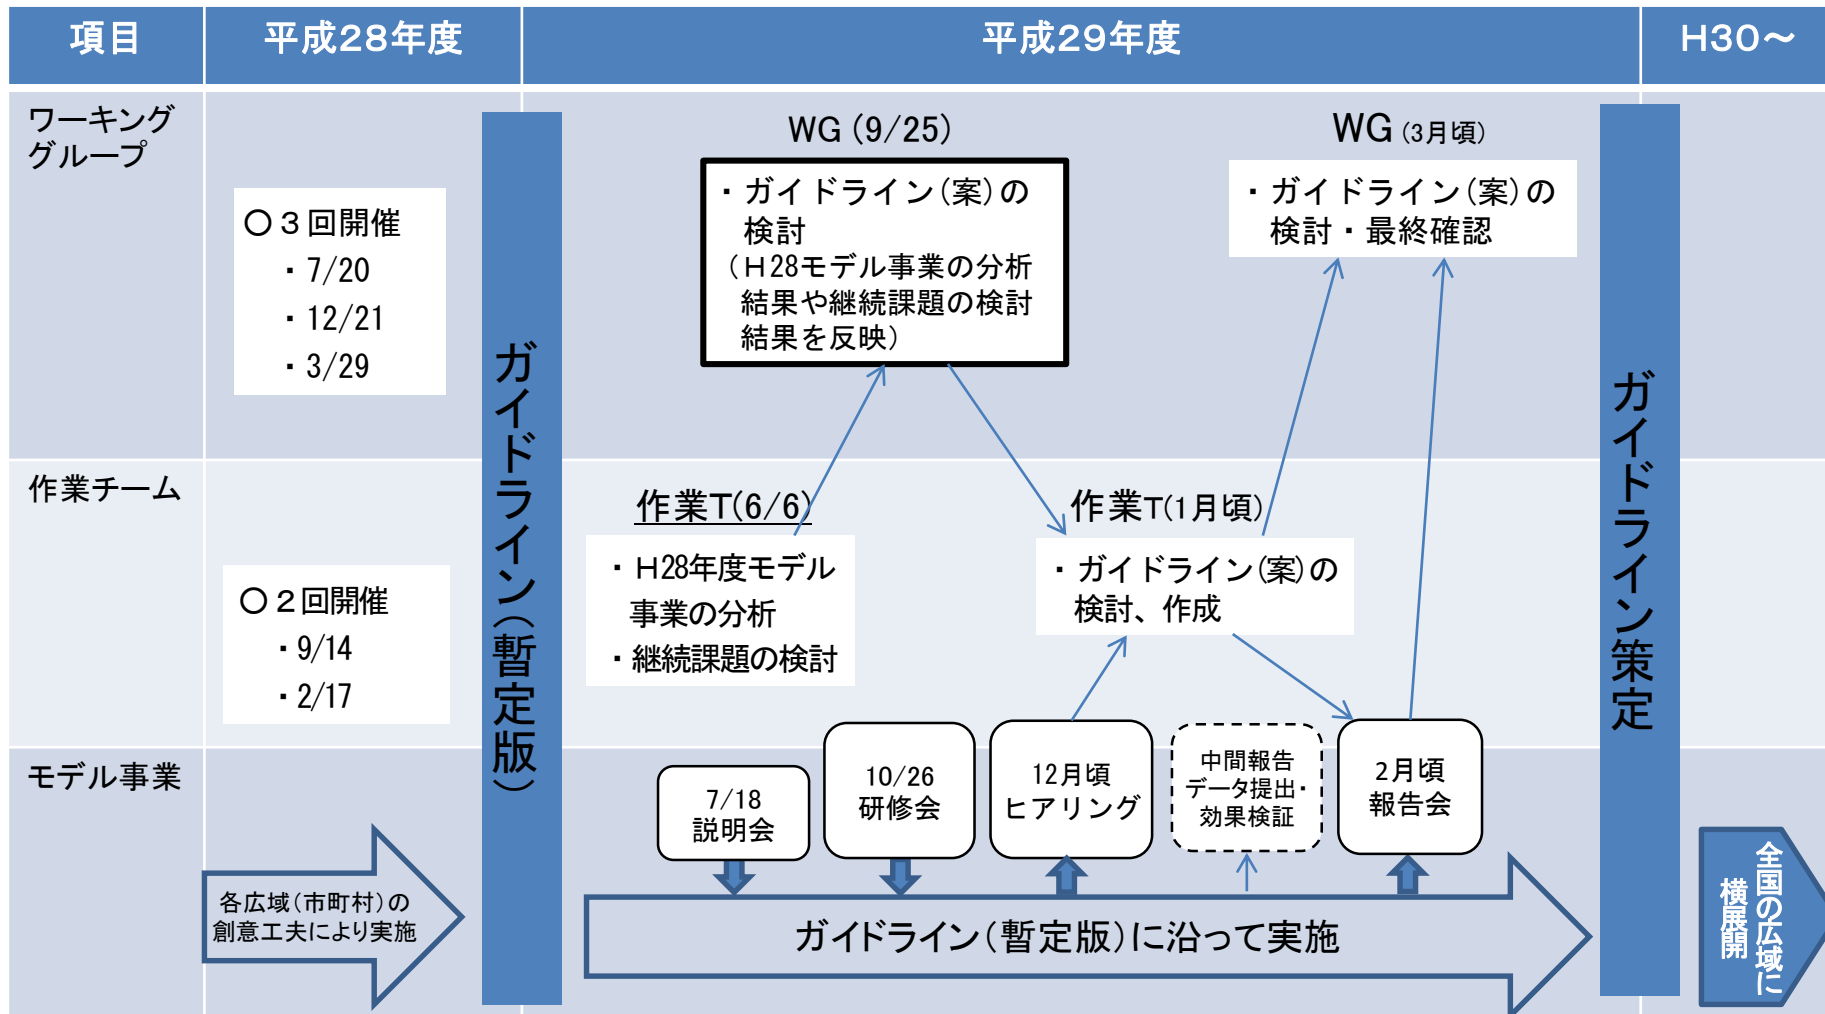 項目
平成28年度
平成29年度
H30～
ワーキング
グループ
〇3回開催
・7/20
・12/21
・3/29
ガイドライン（暫定版）
WG（9/25）
・ガイドライン（案）の
検討
（H28モデル事業の分析
結果や継続課題の検討
結果を反映）
WG（3月頃）
・ガイドライン（案）の
検討・最終確認
ガイドライン策定
作業チーム
〇2回開催
・9/14
・2/17
作業T(6/6)
・H28年度モデル
事業の分析
・継続課題の検討
作業T(1月頃)
・ガイドライン（案）の
検討、作成
モデル事業
各広域（市町村）の
創意工夫により実施
7/18
説明会
10/26
研修会
12月頃
ヒアリング
中間報告
データ提出・
効果検証
2月頃
報告会
ガイドライン（暫定版）に沿って実施
全国の広域に
横展開